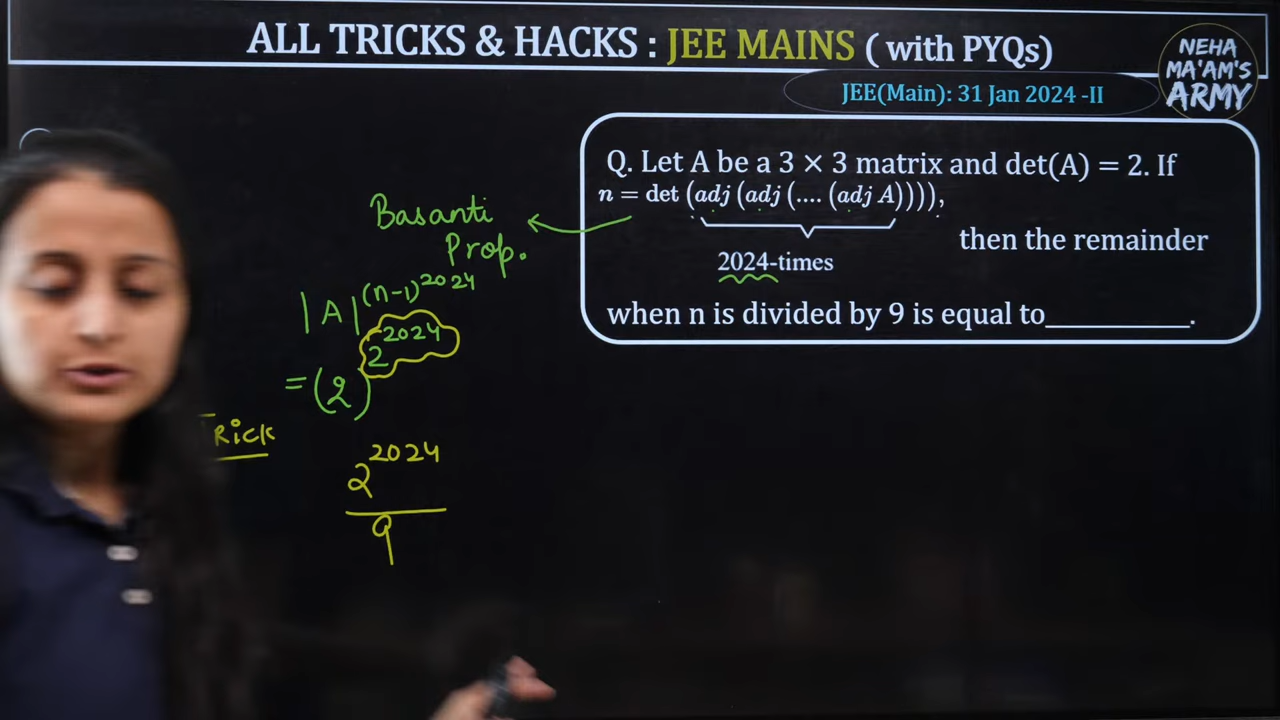 ALL TRICKS & HACKS : JEE MAINS ( with PYQs)
NEHA
MA'AM'S
ARMY
JEE(Main): 31 Jan 2024 -II
Q. Let A be a 3 × 3 matrix and det(A) = 2. If
n = det (adj (adj (.... (adj A)))),
2024-times
then the remainder
when n is divided by 9 is equal to__________.
Basanti
Prop.
|A|^(n-1)^2024
= (2)^2^2024
Trick
2^2024
9